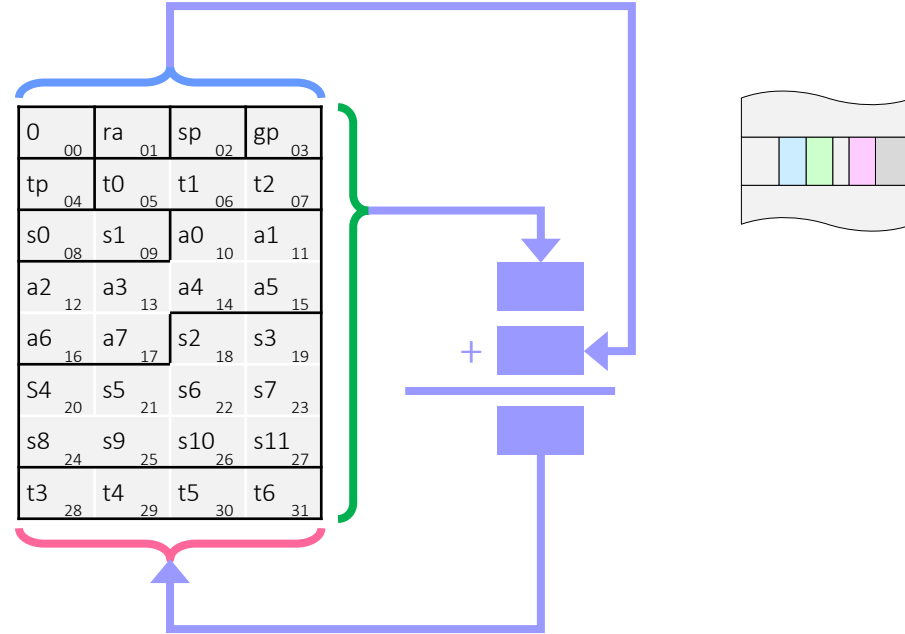 0 00 ra 01 sp 02 gp 03
tp 04 t0 05 t1 06 t2 07
s0 08 s1 09 a0 10 a1 11
a2 12 a3 13 a4 14 a5 15
a6 16 a7 17 s2 18 s3 19
S4 20 s5 21 s6 22 s7 23
s8 24 s9 25 s10 26 s11 27
t3 28 t4 29 t5 30 t6 31
+